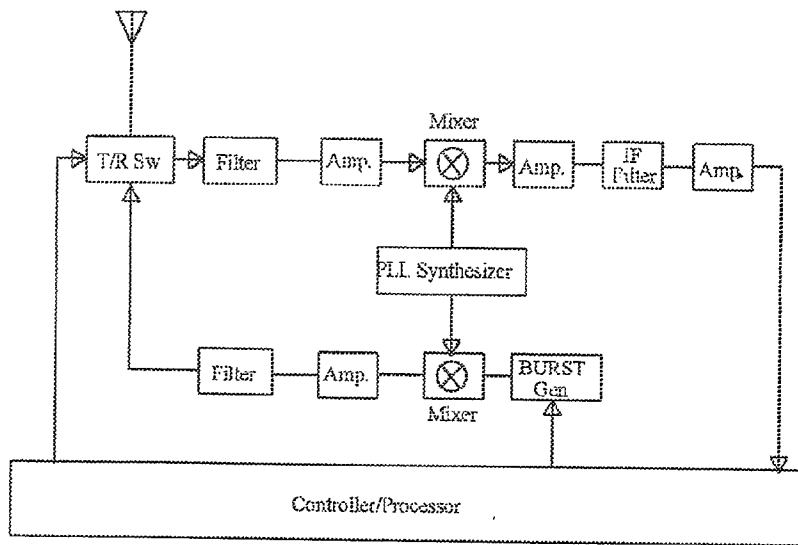 Mixer
T/R Sw
Filter
Amp.
Amp.
IF
Filter
Amp.
PLL Synthesizer
Filter
Amp.
BURST
Gen
Mixer
Controller/Processor